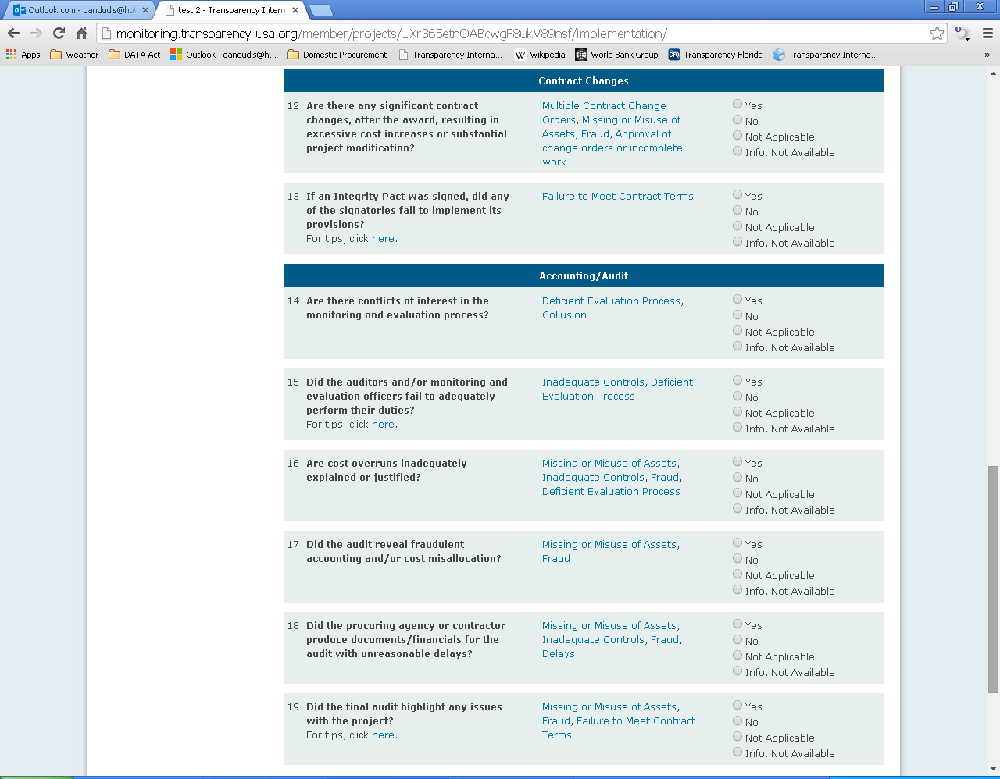 Outlook.com - dandudis@ho
test 2 - Transparency Intern
monitoring.transparency-usa.org/member/projects/UXr365etnOABcwgF8ukV89nsf/implementation/
Apps Weather DATA Act Outlook - dandudis@h... Domestic Procurement Transparency Interna... Wikipedia World Bank Group Transparency Florida Transparency Interna... »
Contract Changes
12 Are there any significant contract
changes, after the award, resulting in
excessive cost increases or substantial
project modification?
Multiple Contract Change
Orders, Missing or Misuse of
Assets, Fraud, Approval of
change orders or incomplete
work
Yes
No
Not Applicable
Info. Not Available
13 If an Integrity Pact was signed, did any
of the signatories fail to implement its
provisions?
For tips, click here.
Failure to Meet Contract Terms
Yes
No
Not Applicable
Info. Not Available
Accounting/Audit
14 Are there conflicts of interest in the
monitoring and evaluation process?
Deficient Evaluation Process,
Collusion
Yes
No
Not Applicable
Info. Not Available
15 Did the auditors and/or monitoring and
evaluation officers fail to adequately
perform their duties?
For tips, click here.
Inadequate Controls, Deficient
Evaluation Process
Yes
No
Not Applicable
Info. Not Available
16 Are cost overruns inadequately
explained or justified?
Missing or Misuse of Assets,
Inadequate Controls, Fraud,
Deficient Evaluation Process
Yes
No
Not Applicable
Info. Not Available
17 Did the audit reveal fraudulent
accounting and/or cost misallocation?
Missing or Misuse of Assets,
Fraud
Yes
No
Not Applicable
Info. Not Available
18 Did the procuring agency or contractor
produce documents/financials for the
audit with unreasonable delays?
Missing or Misuse of Assets,
Inadequate Controls, Fraud,
Delays
Yes
No
Not Applicable
Info. Not Available
19 Did the final audit highlight any issues
with the project?
For tips, click here.
Missing or Misuse of Assets,
Fraud, Failure to Meet Contract
Terms
Yes
No
Not Applicable
Info. Not Available